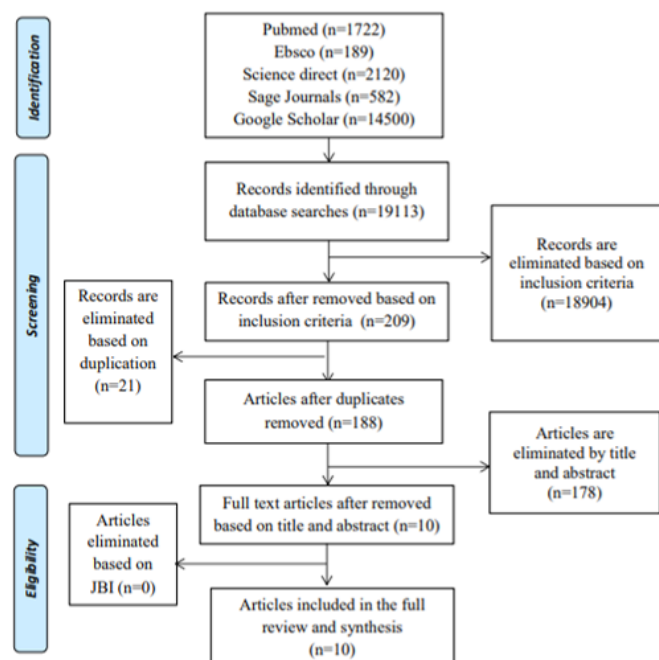 Identification
Pubmed (n=1722)
Ebsco (n=189)
Science direct (n=2120)
Sage Journals (n=582)
Google Scholar (n=14500)
Screening
Records identified through
database searches (n=19113)
Records are
eliminated based on
inclusion criteria
(n=18904)
Records after removed based on
inclusion criteria (n=209)
Records are
eliminated
based on
duplication
(n=21)
Articles after duplicates
removed (n=188)
Articles are
eliminated by title
and abstract
(n=178)
Eligibility
Full text articles after removed
based on title and abstract (n=10)
Articles
eliminated
based on
JBI (n=0)
Articles included in the full
review and synthesis
(n=10)